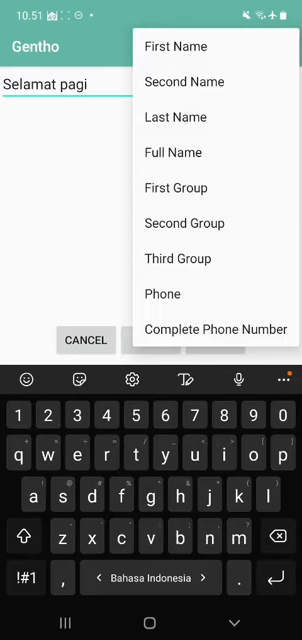 10.51
Gentho
Selamat pagi
First Name
Second Name
Last Name
Full Name
First Group
Second Group
Third Group
Phone
Complete Phone Number
CANCEL
1 2 3 4 5 6 7 8 9 0
q w e r t y u i o p
a s d f g h j k l
z x c v b n m
!#1 , < Bahasa Indonesia > .